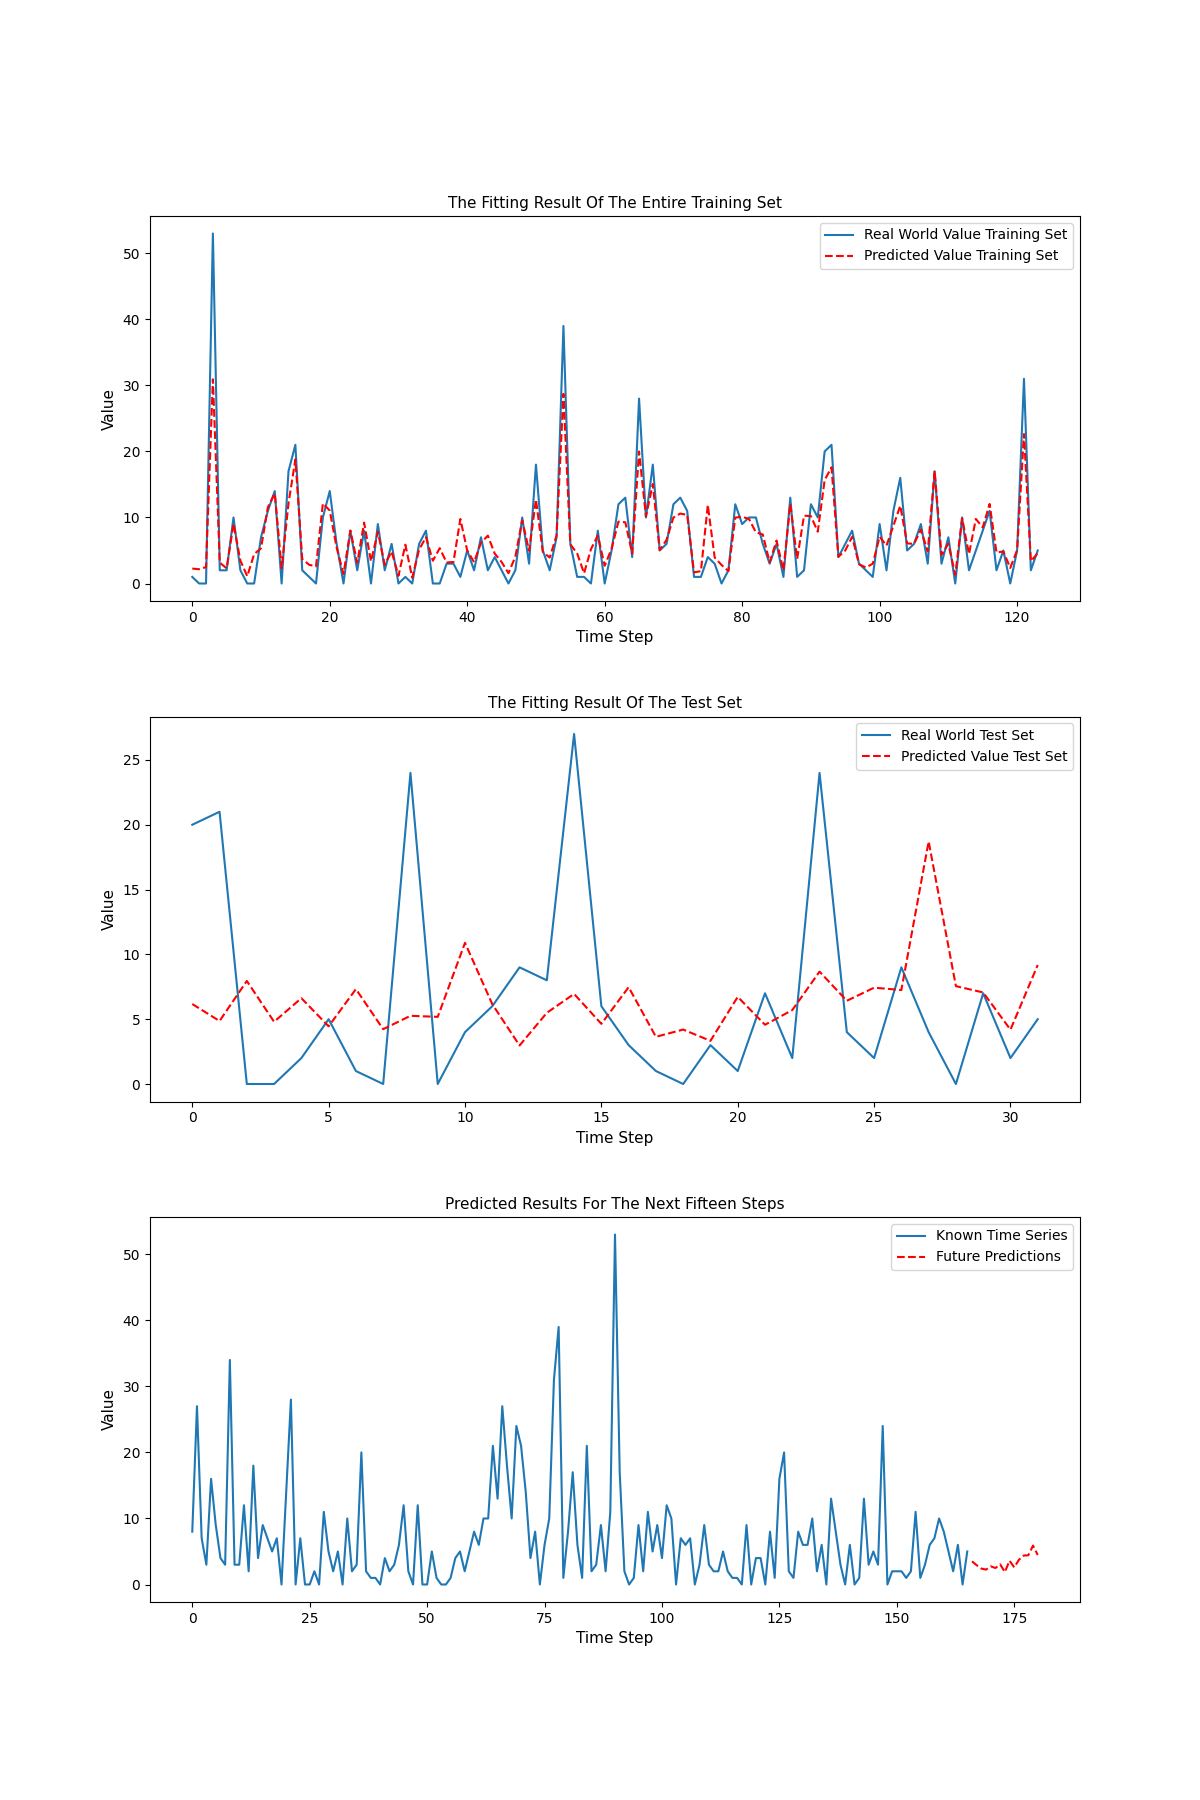 The Fitting Result Of The Entire Training Set
Real World Value Training Set
Predicted Value Training Set
Value
50
40
30
20
10
0
0 20 40 60 80 100 120
Time Step
The Fitting Result Of The Test Set
Real World Test Set
Predicted Value Test Set
Value
25
20
15
10
5
0
0 5 10 15 20 25 30
Time Step
Predicted Results For The Next Fifteen Steps
Known Time Series
Future Predictions
Value
50
40
30
20
10
0
0 25 50 75 100 125 150 175
Time Step